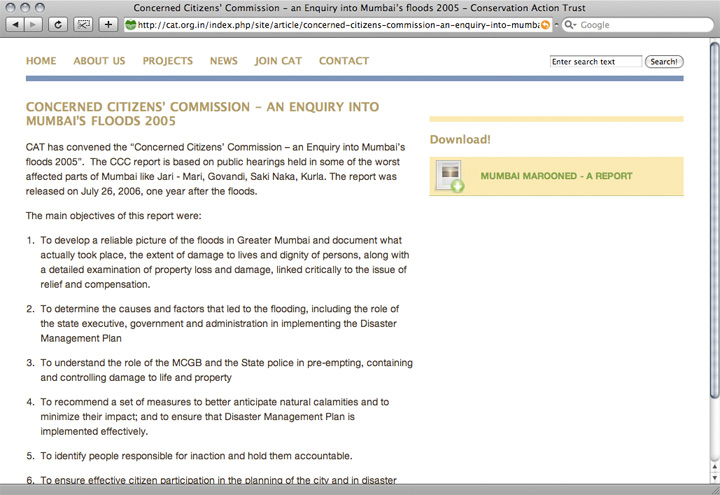 Concerned Citizens' Commission – an Enquiry into Mumbai's floods 2005 – Conservation Action Trust
http://cat.org.in/index.php/site/article/concerned-citizens-commission-an-enquiry-into-mumba
Google
HOME ABOUT US PROJECTS NEWS JOIN CAT CONTACT
Enter search text Search!
CONCERNED CITIZENS' COMMISSION – AN ENQUIRY INTO
MUMBAI'S FLOODS 2005
CAT has convened the "Concerned Citizens' Commission – an Enquiry into Mumbai's
floods 2005". The CCC report is based on public hearings held in some of the worst
affected parts of Mumbai like Jari - Mari, Govandi, Saki Naka, Kurla. The report was
released on July 26, 2006, one year after the floods.
The main objectives of this report were:
1. To develop a reliable picture of the floods in Greater Mumbai and document what
actually took place, the extent of damage to lives and dignity of persons, along with
a detailed examination of property loss and damage, linked critically to the issue of
relief and compensation.
2. To determine the causes and factors that led to the flooding, including the role of
the state executive, government and administration in implementing the Disaster
Management Plan
3. To understand the role of the MCGB and the State police in pre-empting, containing
and controlling damage to life and property
4. To recommend a set of measures to better anticipate natural calamities and to
minimize their impact; and to ensure that Disaster Management Plan is
implemented effectively.
5. To identify people responsible for inaction and hold them accountable.
6. To ensure effective citizen participation in the planning of the city and in disaster
Download!
MUMBAI MAROONED - A REPORT